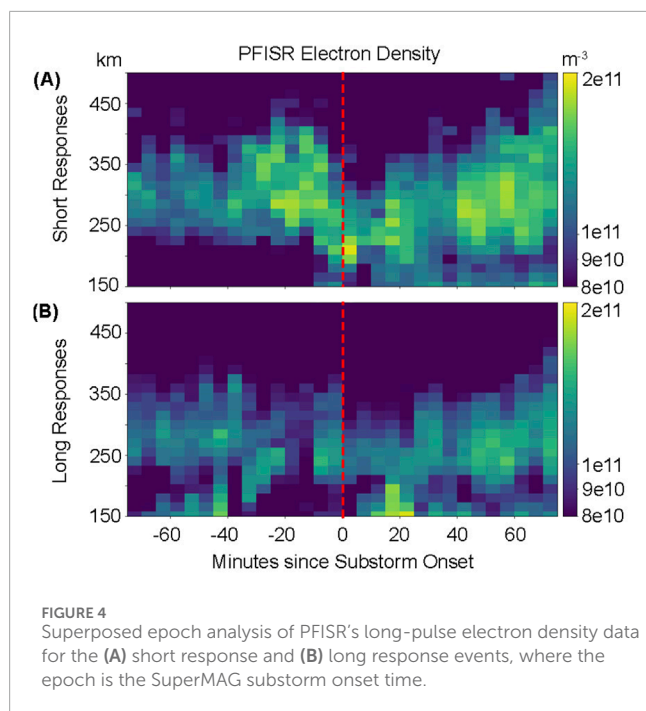 PFISR Electron Density
km
m-3
(A)
450
350
250
150
Short Responses
2e11
1e11
9e10
8e10
(B)
450
350
250
150
Long Responses
2e11
1e11
9e10
8e10
-60 -40 -20 0 20 40 60
Minutes since Substorm Onset
FIGURE 4
Superposed epoch analysis of PFISR's long-pulse electron density data
for the (A) short response and (B) long response events, where the
epoch is the SuperMAG substorm onset time.